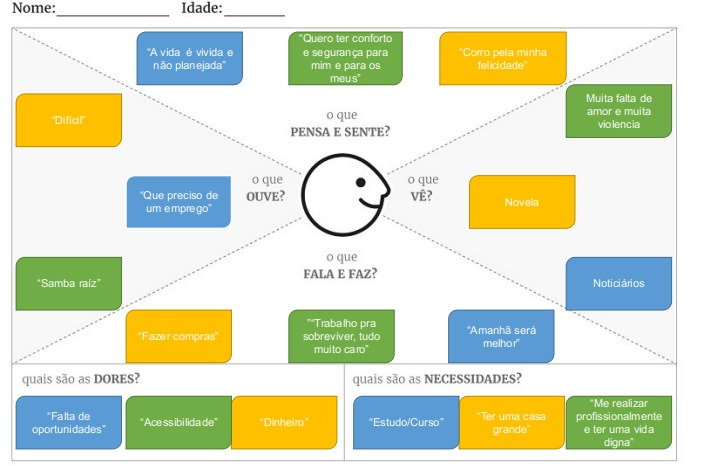 Nome:____________ Idade:_______
“A vida é vivida e
não planejada”
“Quero ter conforto
e segurança para
mim e para os
meus”
“Corro pela minha
felicidade”
“Difícil”
Muita falta de
amor e muita
violencia
o que
PENSA E SENTE?
“Que preciso de
um emprego”
o que
OUVE?
o que
VÊ?
Novela
“Samba raíz”
o que
FALA E FAZ?
Noticiários
“Fazer compras”
““Trabalho pra
sobreviver, tudo
muito caro”
“Amanhã será
melhor”
quais são as DORES?
“Falta de
oportunidades”
“Acessibilidade”
“Dinheiro”
quais são as NECESSIDADES?
“Estudo/Curso”
“Ter uma casa
grande”
“Me realizar
profissionalmente
e ter uma vida
digna”